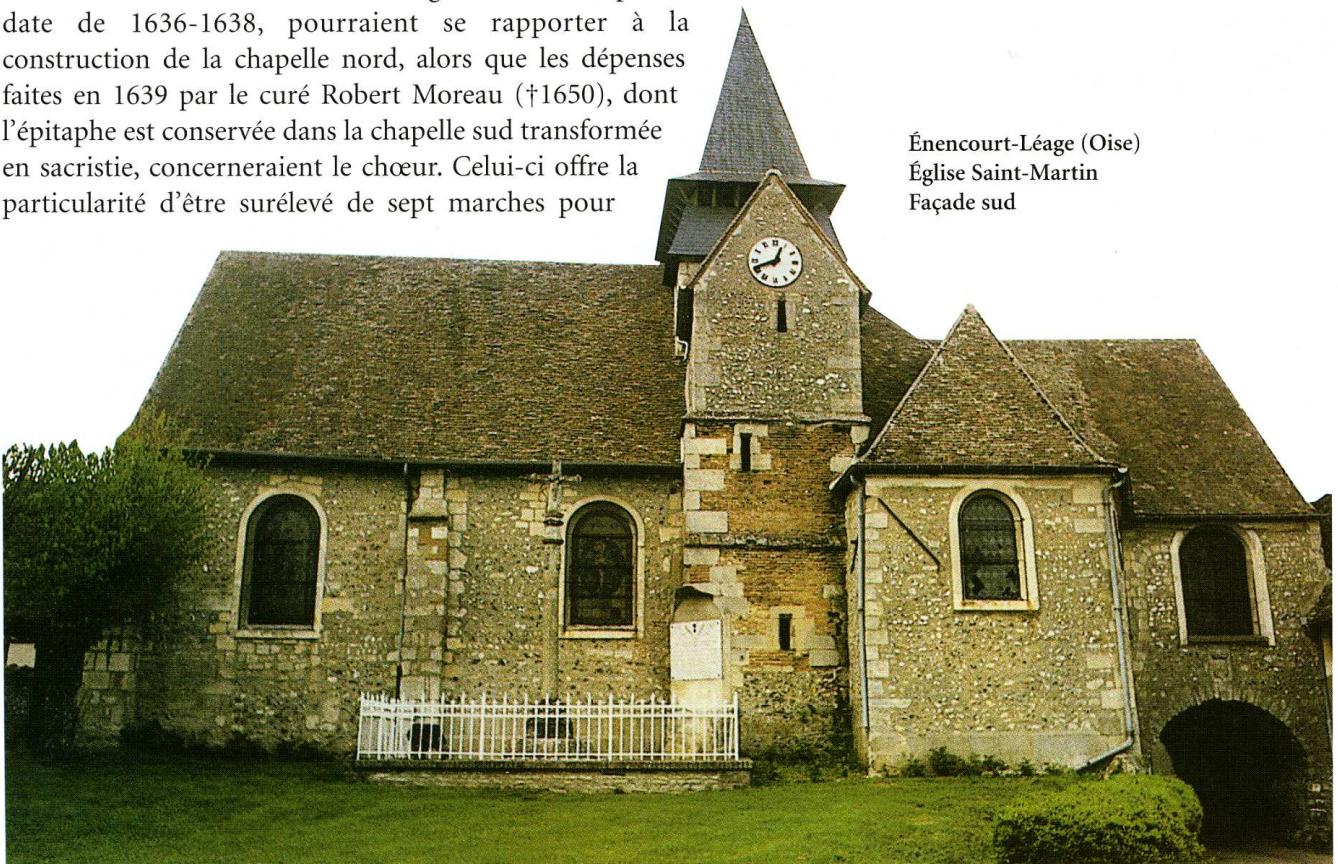 date de 1636-1638, pourraient se rapporter à la
construction de la chapelle nord, alors que les dépenses
faites en 1639 par le curé Robert Moreau (†1650), dont
l'épitaphe est conservée dans la chapelle sud transformée
en sacristie, concerneraient le chœur. Celui-ci offre la
particularité d'être surélevé de sept marches pour
Énencourt-Léage (Oise)
Église Saint-Martin
Façade sud